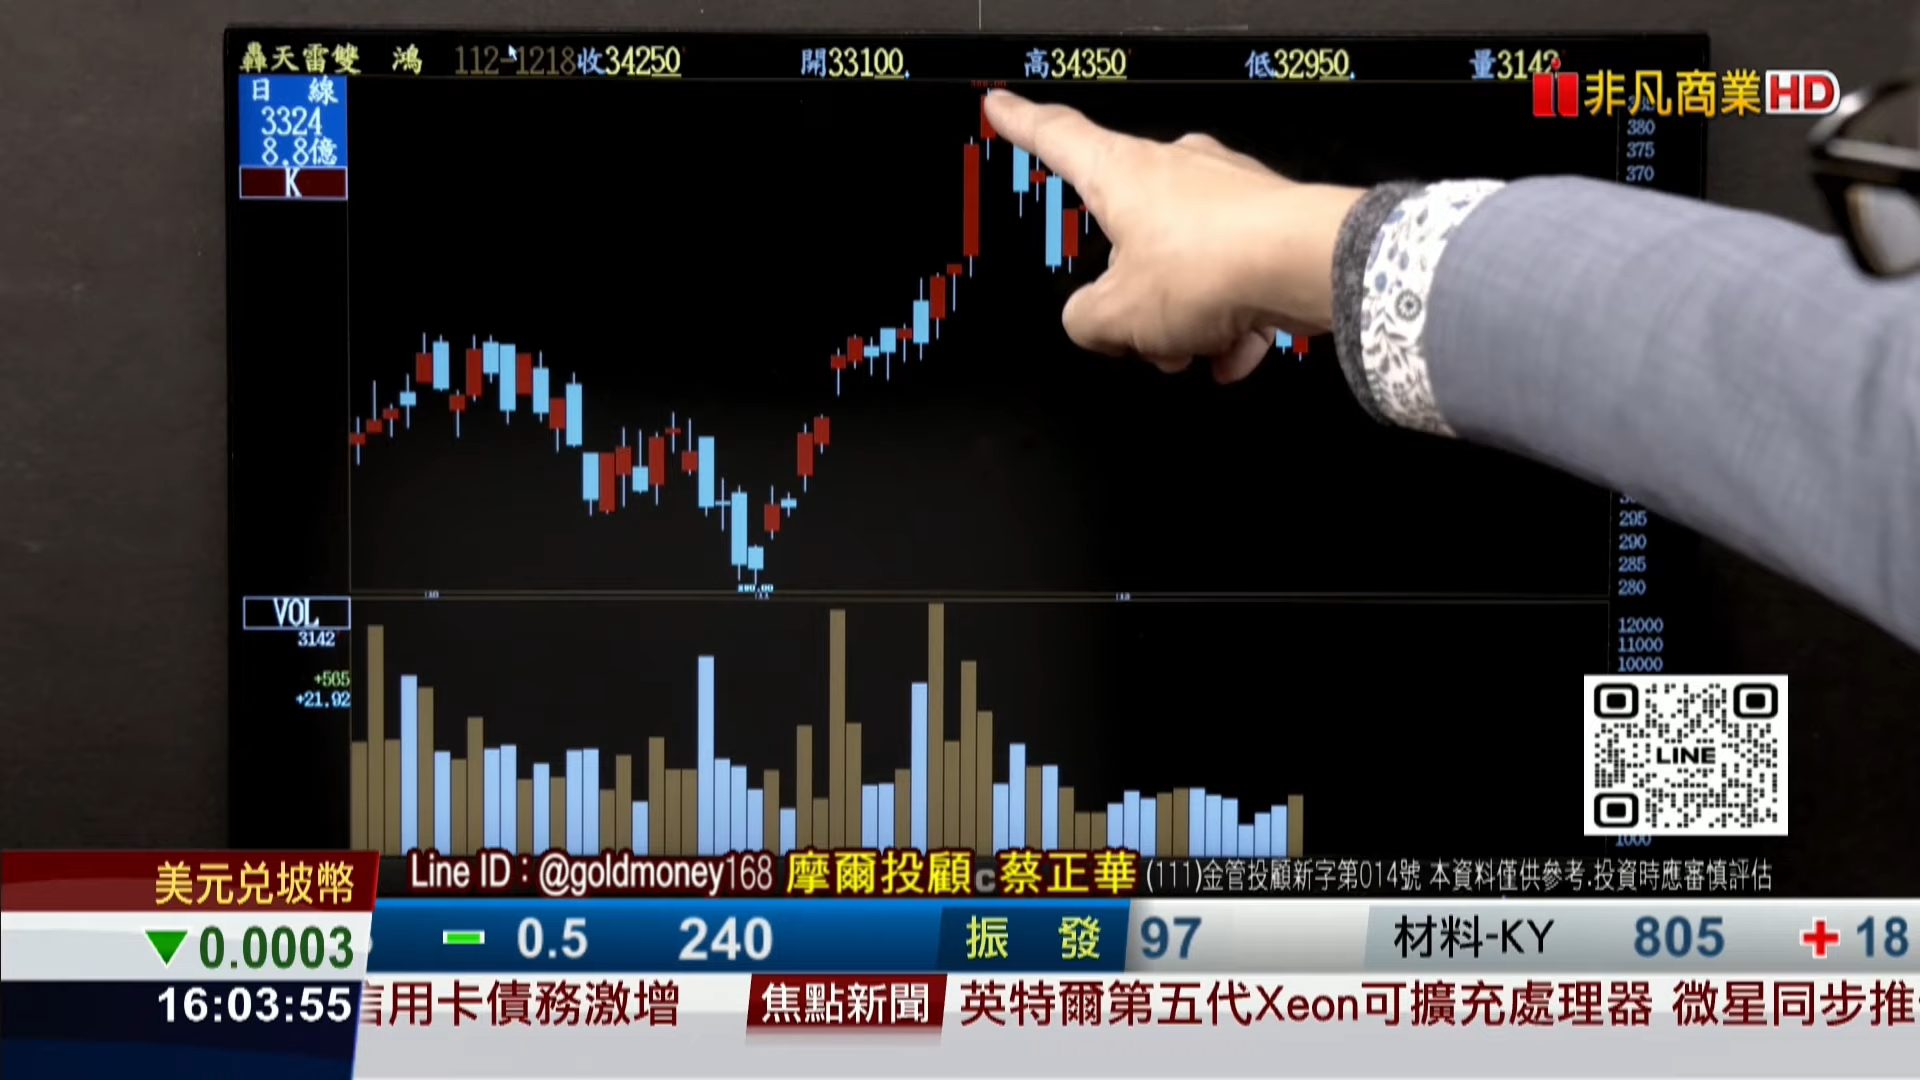 轟天雷雙 鴻 112-1218收34250 開33100 高34350 低32950 量3142
非凡商業HD
日 線
3324
8.8億
K
380
375
370
295
290
285
280
VOL
3142
+565
+21.92
12000
11000
10000
1000
LINE
Line ID：@goldmoney168 摩爾投顧 蔡正華 (111)金管投顧新字第014號 本資料僅供參考.投資時應審慎評估
美元兌坡幣
▼0.0003
16:03:55
0.5 240 振 發 97 材料-KY 805 +18
信用卡債務激增 焦點新聞 英特爾第五代Xeon可擴充處理器 微星同步推